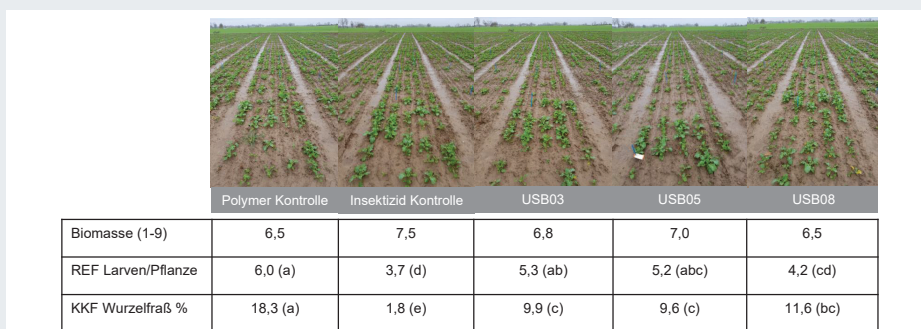 Polymer Kontrolle Insektizid Kontrolle USB03 USB05 USB08
Biomasse (1-9) 6,5 7,5 6,8 7,0 6,5
REF Larven/Pflanze 6,0 (a) 3,7 (d) 5,3 (ab) 5,2 (abc) 4,2 (cd)
KKF Wurzelfraß % 18,3 (a) 1,8 (e) 9,9 (c) 9,6 (c) 11,6 (bc)